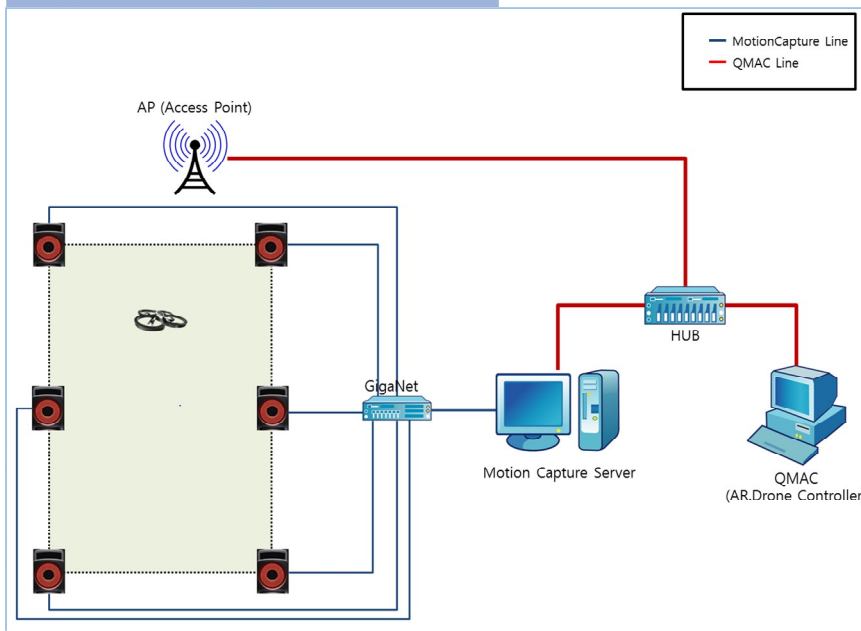 MotionCapture Line
QMAC Line
AP (Access Point)
HUB
GigaNet
Motion Capture Server
QMAC
(AR.Drone Controller